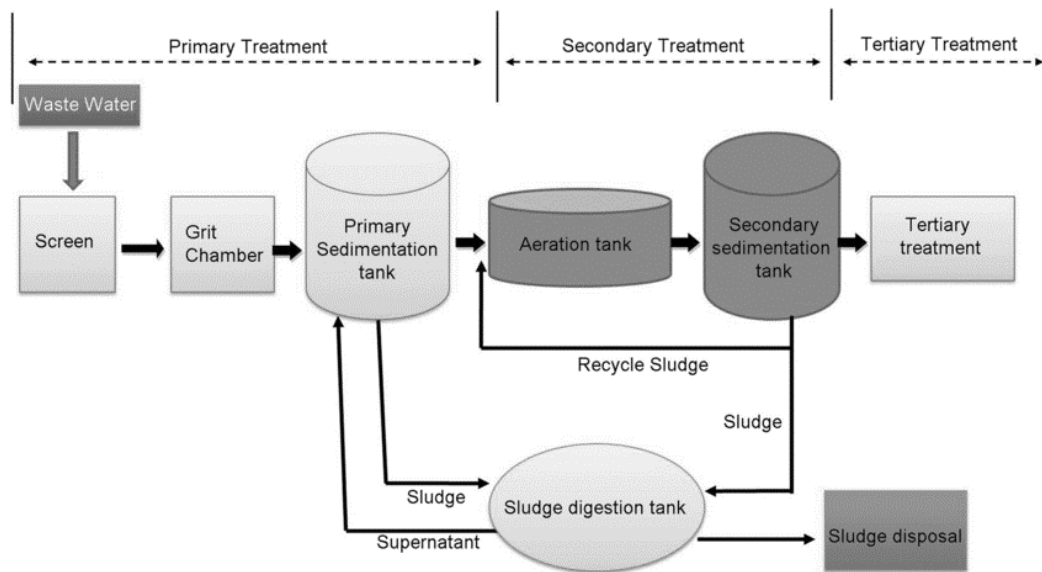 Primary Treatment
Secondary Treatment
Tertiary Treatment
Waste Water
Screen
Grit
Chamber
Primary
Sedimentation
tank
Aeration tank
Secondary
sedimentation
tank
Tertiary
treatment
Recycle Sludge
Sludge
Sludge
Sludge digestion tank
Supernatant
Sludge disposal